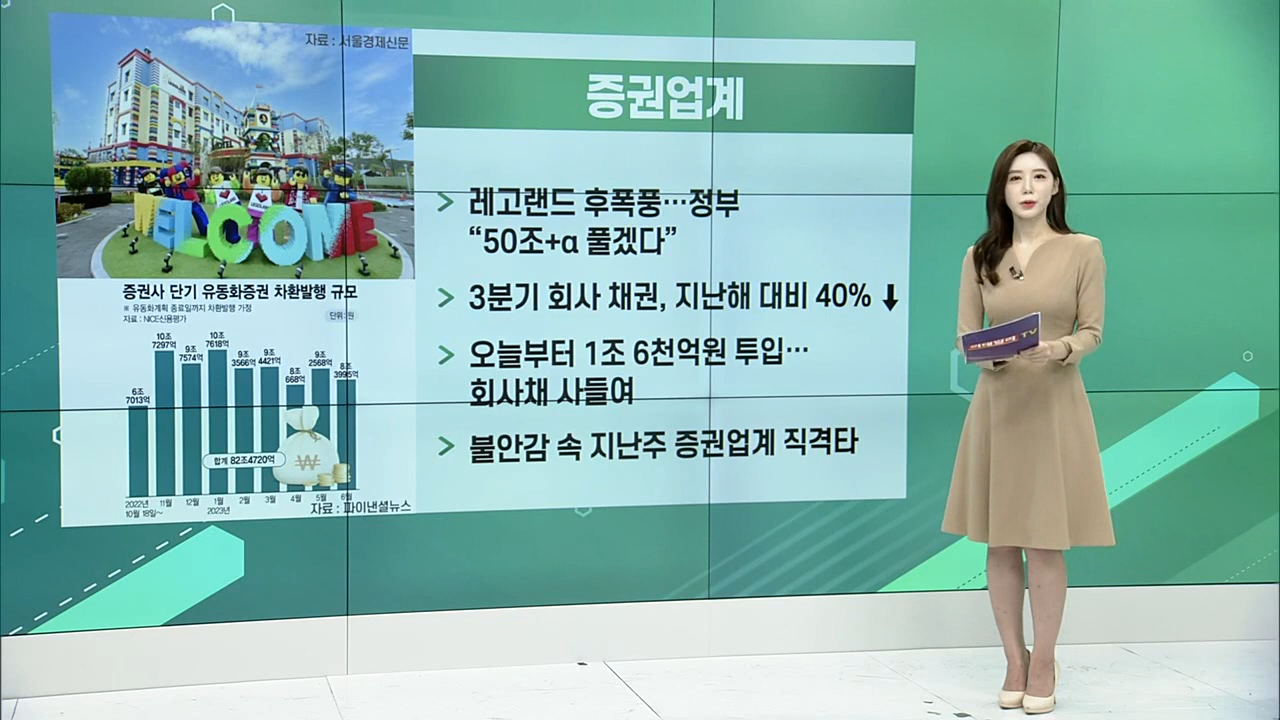 자료 : 서울경제신문
WELCOME
증권사 단기 유동화증권 차환발행 규모
※ 유동화계획 종료일까지 차환발행 가정
자료 : NICE신용평가
단위:원
6조
7013억
10조
7297억
9조
7574억
10조
7618억
9조
3566억
9조
4421억
8조
668억
9조
2568억
8조
3995억
합계 82조4720억
₩
2022년
10월 18일~
11월
12월
1월
2023년
2월
3월
4월
5월
6월
자료 : 파이낸셜뉴스
증권업계
> 레고랜드 후폭풍…정부
“50조+α 풀겠다”
> 3분기 회사 채권, 지난해 대비 40% ⬇
> 오늘부터 1조 6천억원 투입…
회사채 사들여
> 불안감 속 지난주 증권업계 직격타
TV